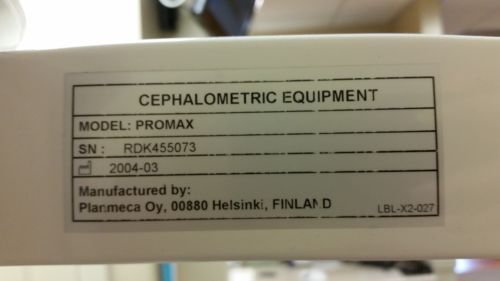 CEPHALOMETRIC EQUIPMENT
MODEL: PROMAX
SN : RDK455073
2004-03
Manufactured by:
Planmeca Oy, 00880 Helsinki, FINLAND
LBL-X2-027